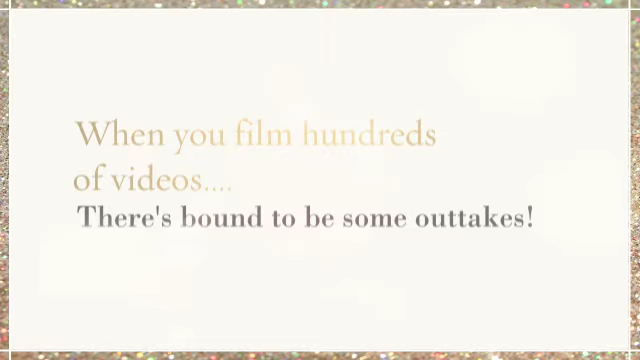 When you film hundreds
of videos....
There's bound to be some outtakes!